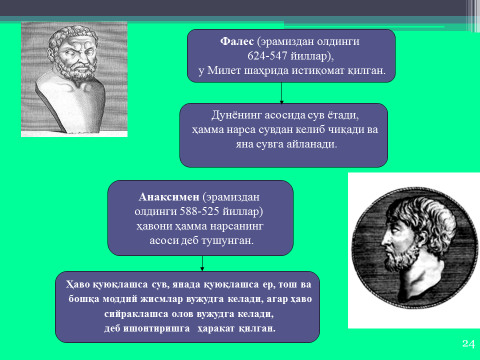 Фалес (эрамиздан олдинги
624-547 йиллар),
у Милет шаҳрида истиқомат қилган.
Дунёнинг асосида сув ётади,
ҳамма нарса сувдан келиб чиқади ва
яна сувга айланади.
Анаксимен (эрамиздан
олдинги 588-525 йиллар)
ҳавони ҳамма нарсанинг
асоси деб тушунган.
Ҳаво қуюқлашса сув, янада қуюқлашса ер, тош ва
бошқа моддий жисмлар вужудга келади, агар ҳаво
сийраклашса олов вужудга келади,
деб ишонтиришга ҳаракат қилган.
24